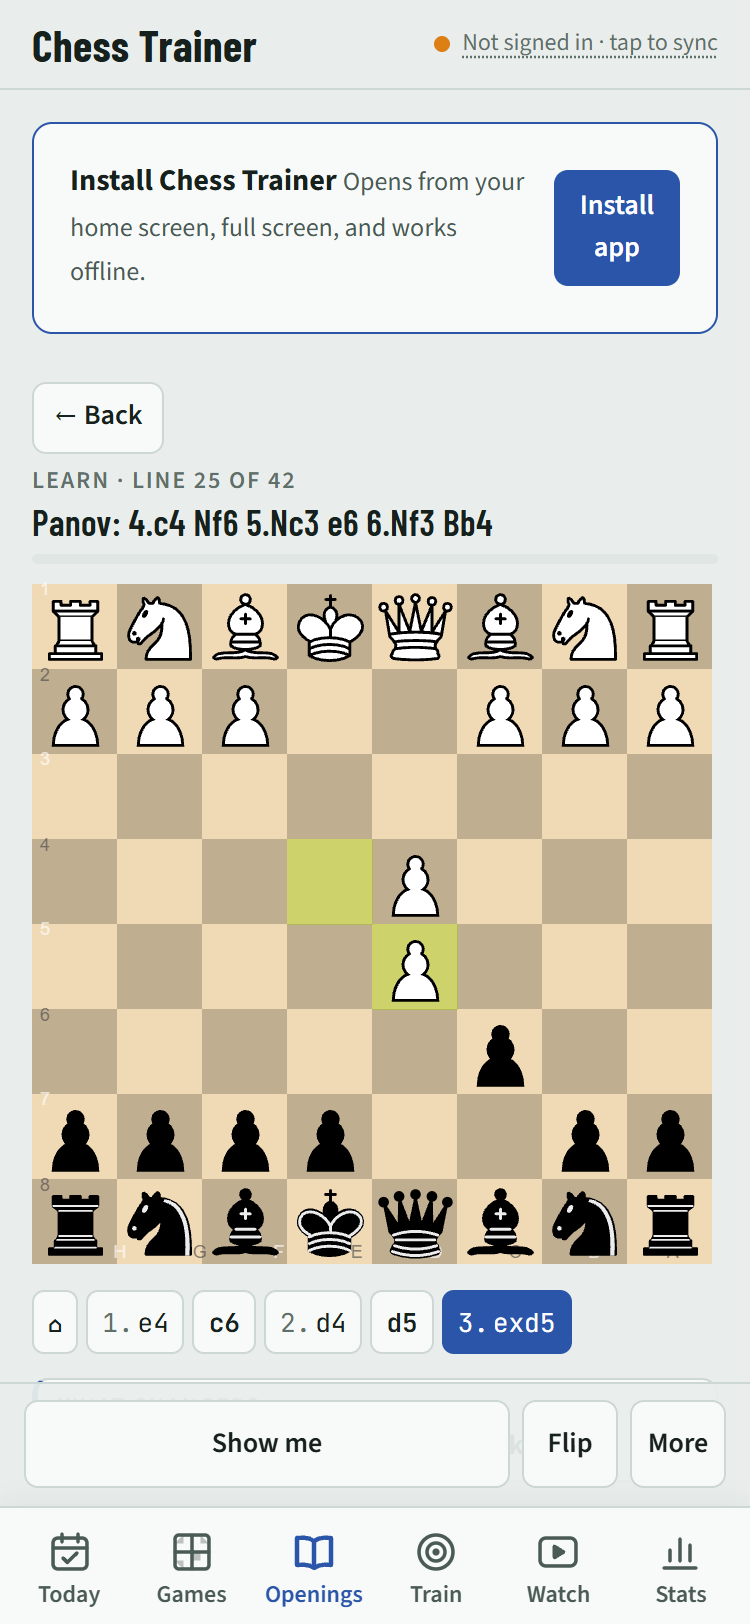 Chess Trainer
Not signed in · tap to sync
Install Chess Trainer Opens from your
home screen, full screen, and works
offline.
Install
app
← Back
LEARN · LINE 25 OF 42
Panov: 4.c4 Nf6 5.Nc3 e6 6.Nf3 Bb4
1
2
3
4
5
6
7
8
H G F E
1. e4 c6 2. d4 d5 3. exd5
Show me
Flip
More
Today Games Openings Train Watch Stats